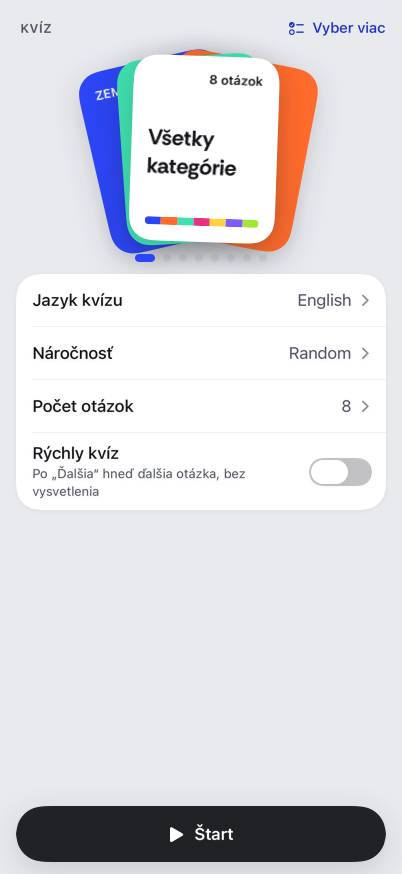 KVÍZ
Vyber viac
8 otázok
Všetky
kategórie
Jazyk kvízu
English
Náročnosť
Random
Počet otázok
8
Rýchly kvíz
Po „Ďalšia“ hneď ďalšia otázka, bez
vysvetlenia
Štart